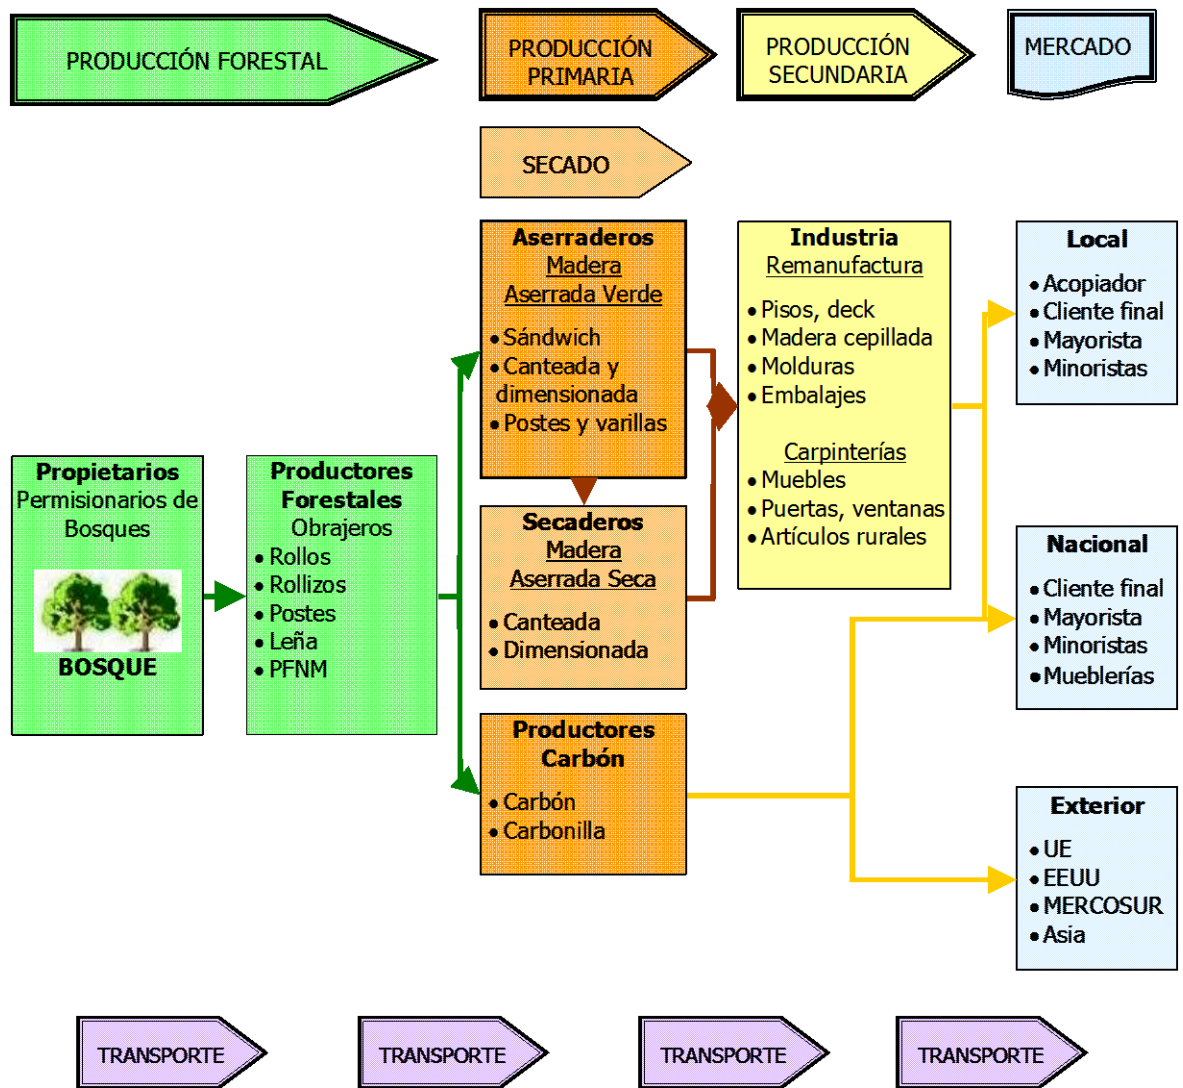 PRODUCCIÓN FORESTAL
PRODUCCIÓN
PRIMARIA
PRODUCCIÓN
SECUNDARIA
MERCADO
SECADO
Propietarios
Permisionarios de
Bosques
BOSQUE
Productores
Forestales
Obrajeros
• Rollos
• Rollizos
• Postes
• Leña
• PFNM
Aserraderos
Madera
Aserrada Verde
• Sándwich
• Canteada y
dimensionada
• Postes y varillas
Secaderos
Madera
Aserrada Seca
• Canteada
• Dimensionada
Productores
Carbón
• Carbón
• Carbonilla
Industria
Remanufactura
• Pisos, deck
• Madera cepillada
• Molduras
• Embalajes
Carpinterías
• Muebles
• Puertas, ventanas
• Artículos rurales
Local
• Acopiador
• Cliente final
• Mayorista
• Minoristas
Nacional
• Cliente final
• Mayorista
• Minoristas
• Mueblerías
Exterior
• UE
• EEUU
• MERCOSUR
• Asia
TRANSPORTE
TRANSPORTE
TRANSPORTE
TRANSPORTE